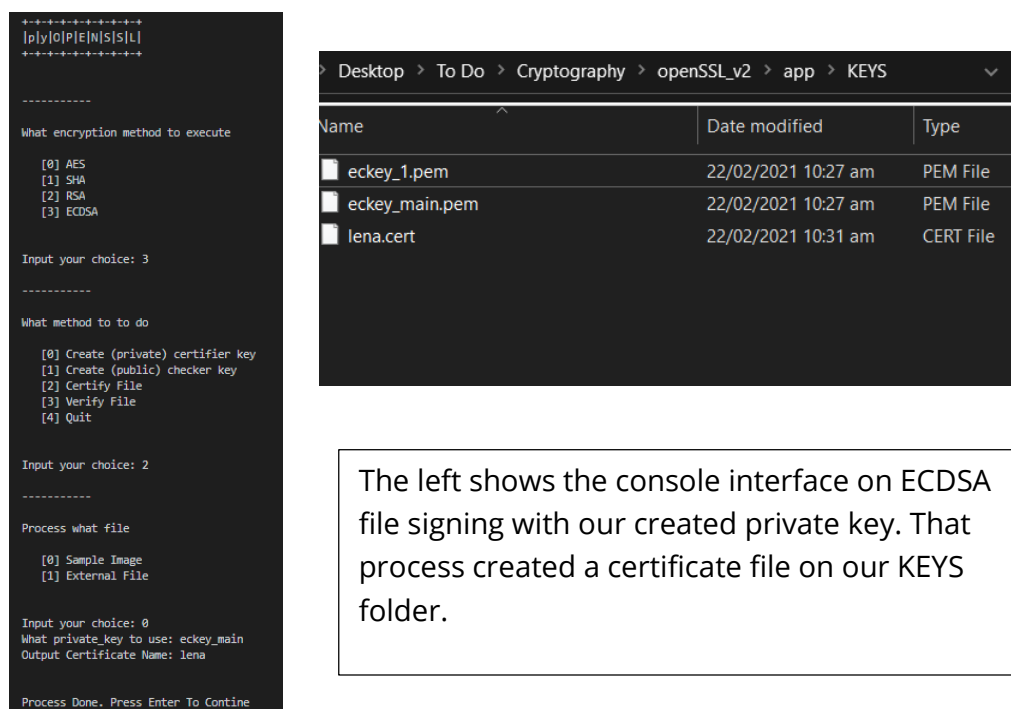 +-+-+-+-+-+-+-+-+-+
|p|y|O|P|E|N|S|S|L|
+-+-+-+-+-+-+-+-+-+
-----------
What encryption method to execute
[0] AES
[1] SHA
[2] RSA
[3] ECDSA
Input your choice: 3
-----------
What method to to do
[0] Create (private) certifier key
[1] Create (public) checker key
[2] Certify File
[3] Verify File
[4] Quit
Input your choice: 2
-----------
Process what file
[0] Sample Image
[1] External File
Input your choice: 0
What private_key to use: eckey_main
Output Certificate Name: lena
Process Done. Press Enter To Contine
> Desktop > To Do > Cryptography > openSSL_v2 > app > KEYS
Name Date modified Type
eckey_1.pem 22/02/2021 10:27 am PEM File
eckey_main.pem 22/02/2021 10:27 am PEM File
lena.cert 22/02/2021 10:31 am CERT File
The left shows the console interface on ECDSA
file signing with our created private key. That
process created a certificate file on our KEYS
folder.